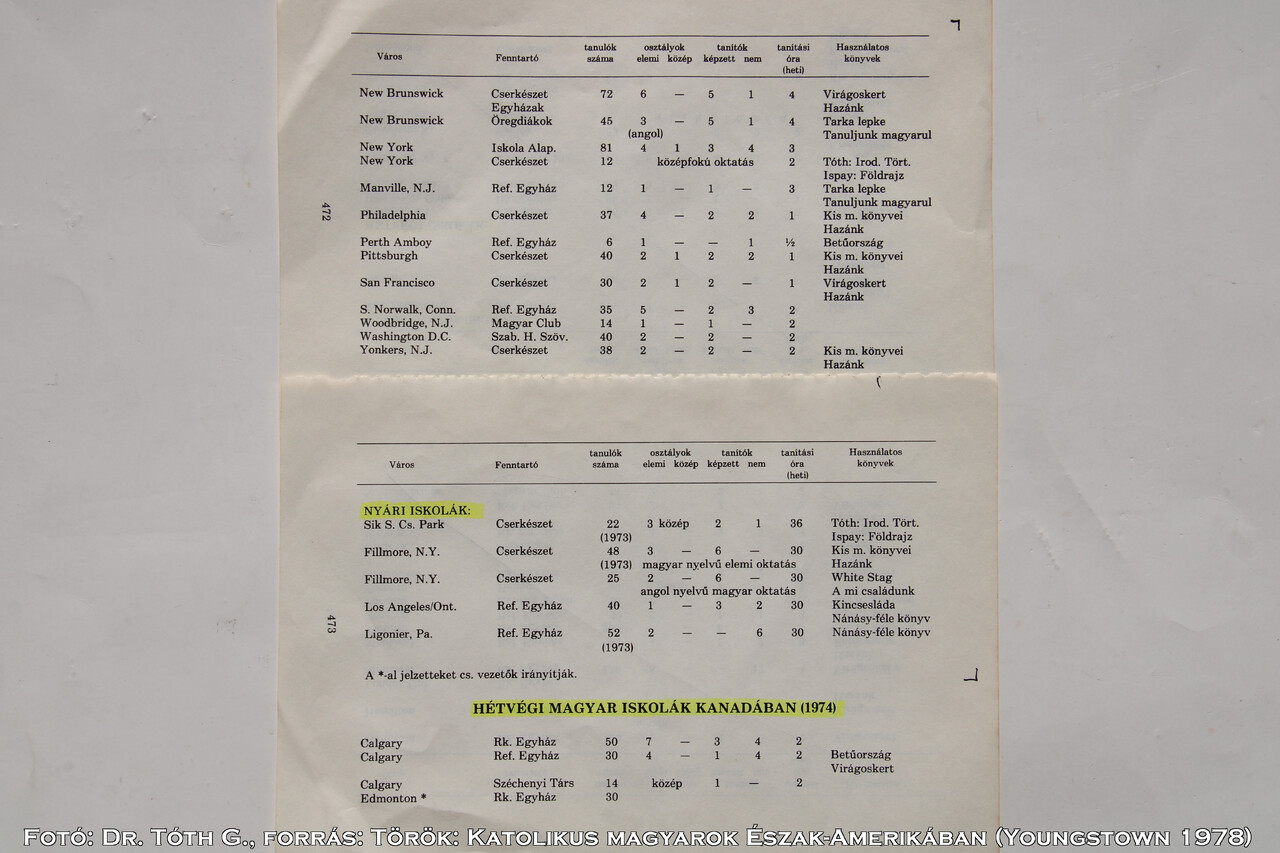 tanulók osztályok tanítók tanítási Használatos
Város Fenntartó száma elemi közép képzett nem óra könyvek
(heti)
New Brunswick Cserkészet 72 6 — 5 1 4 Virágoskert
Egyházak Hazánk
New Brunswick Öregdiákok 45 3 — 5 1 4 Tarka lepke
(angol) Tanuljunk magyarul
New York Iskola Alap. 81 4 1 3 4 3
New York Cserkészet 12 középfokú oktatás 2 Tóth: Irod. Tört.
Ispay: Földrajz
Manville, N.J. Ref. Egyház 12 1 — 1 — 3 Tarka lepke
Tanuljunk magyarul
Philadelphia Cserkészet 37 4 — 2 2 1 Kis m. könyvei
Hazánk
Perth Amboy Ref. Egyház 6 1 — — 1 ½ Betűország
Pittsburgh Cserkészet 40 2 1 2 2 1 Kis m. könyvei
Hazánk
San Francisco Cserkészet 30 2 1 2 — 1 Virágoskert
Hazánk
S. Norwalk, Conn. Ref. Egyház 35 5 — 2 3 2
Woodbridge, N.J. Magyar Club 14 1 — 1 — 2
Washington D.C. Szab. H. Szöv. 40 2 — 2 — 2
Yonkers, N.J. Cserkészet 38 2 — 2 — 2 Kis m. könyvei
Hazánk
472
tanulók osztályok tanítók tanítási Használatos
Város Fenntartó száma elemi közép képzett nem óra könyvek
(heti)
NYÁRI ISKOLÁK:
Sik S. Cs. Park Cserkészet 22 3 közép 2 1 36 Tóth: Irod. Tört.
(1973) Ispay: Földrajz
Fillmore, N.Y. Cserkészet 48 3 — 6 — 30 Kis m. könyvei
(1973) magyar nyelvű elemi oktatás Hazánk
Fillmore, N.Y. Cserkészet 25 2 — 6 — 30 White Stag
angol nyelvű magyar oktatás A mi családunk
Los Angeles/Ont. Ref. Egyház 40 1 — 3 2 30 Kincsesláda
Nánásy-féle könyv
Ligonier, Pa. Ref. Egyház 52 2 — — 6 30 Nánásy-féle könyv
(1973)
A *-al jelzetteket cs. vezetők irányítják.
HÉTVÉGI MAGYAR ISKOLÁK KANADÁBAN (1974)
Calgary Rk. Egyház 50 7 — 3 4 2
Calgary Ref. Egyház 30 4 — 1 4 2 Betűország
Virágoskert
Calgary Széchenyi Társ 14 közép 1 — 2
Edmonton * Rk. Egyház 30
473
Fotó: Dr. Tóth G., forrás: Török: Katolikus magyarok Észak-Amerikában (Youngstown 1978)